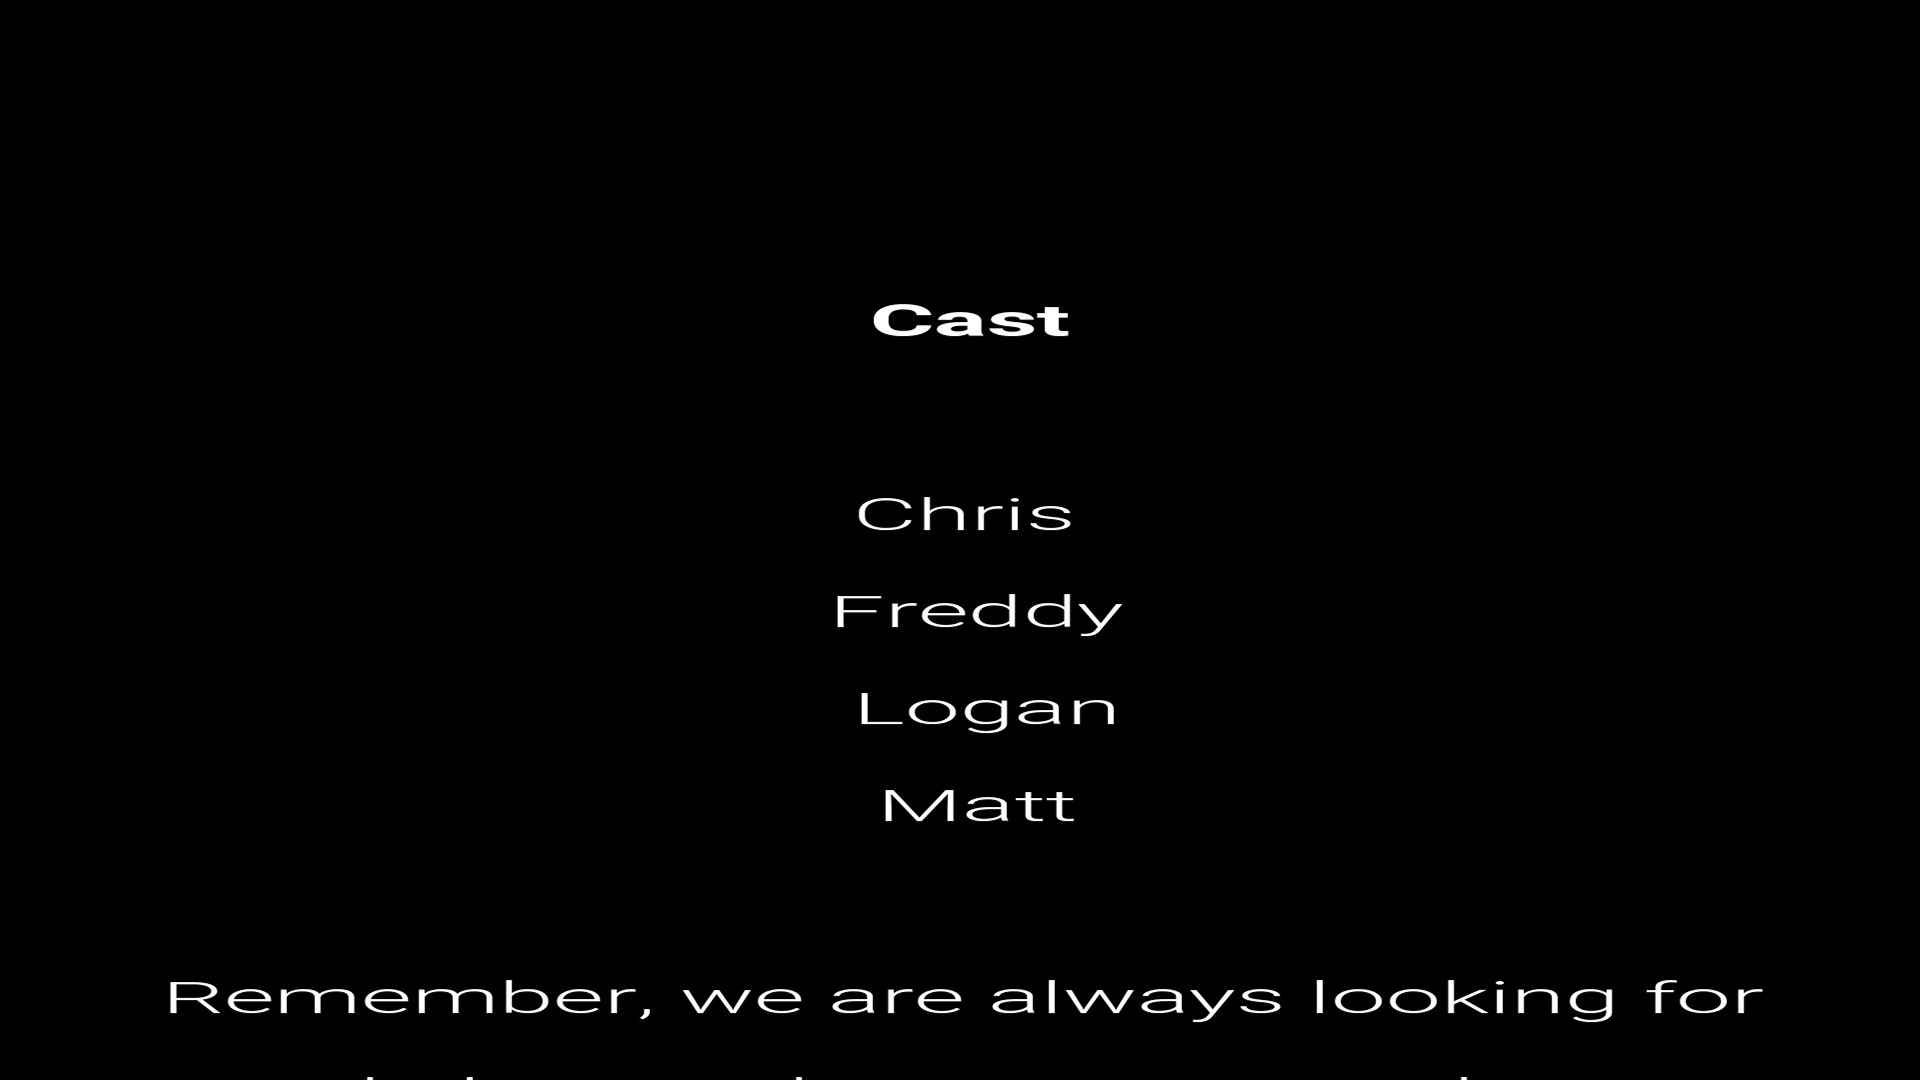 Cast
Chris
Freddy
Logan
Matt
Remember, we are always looking for